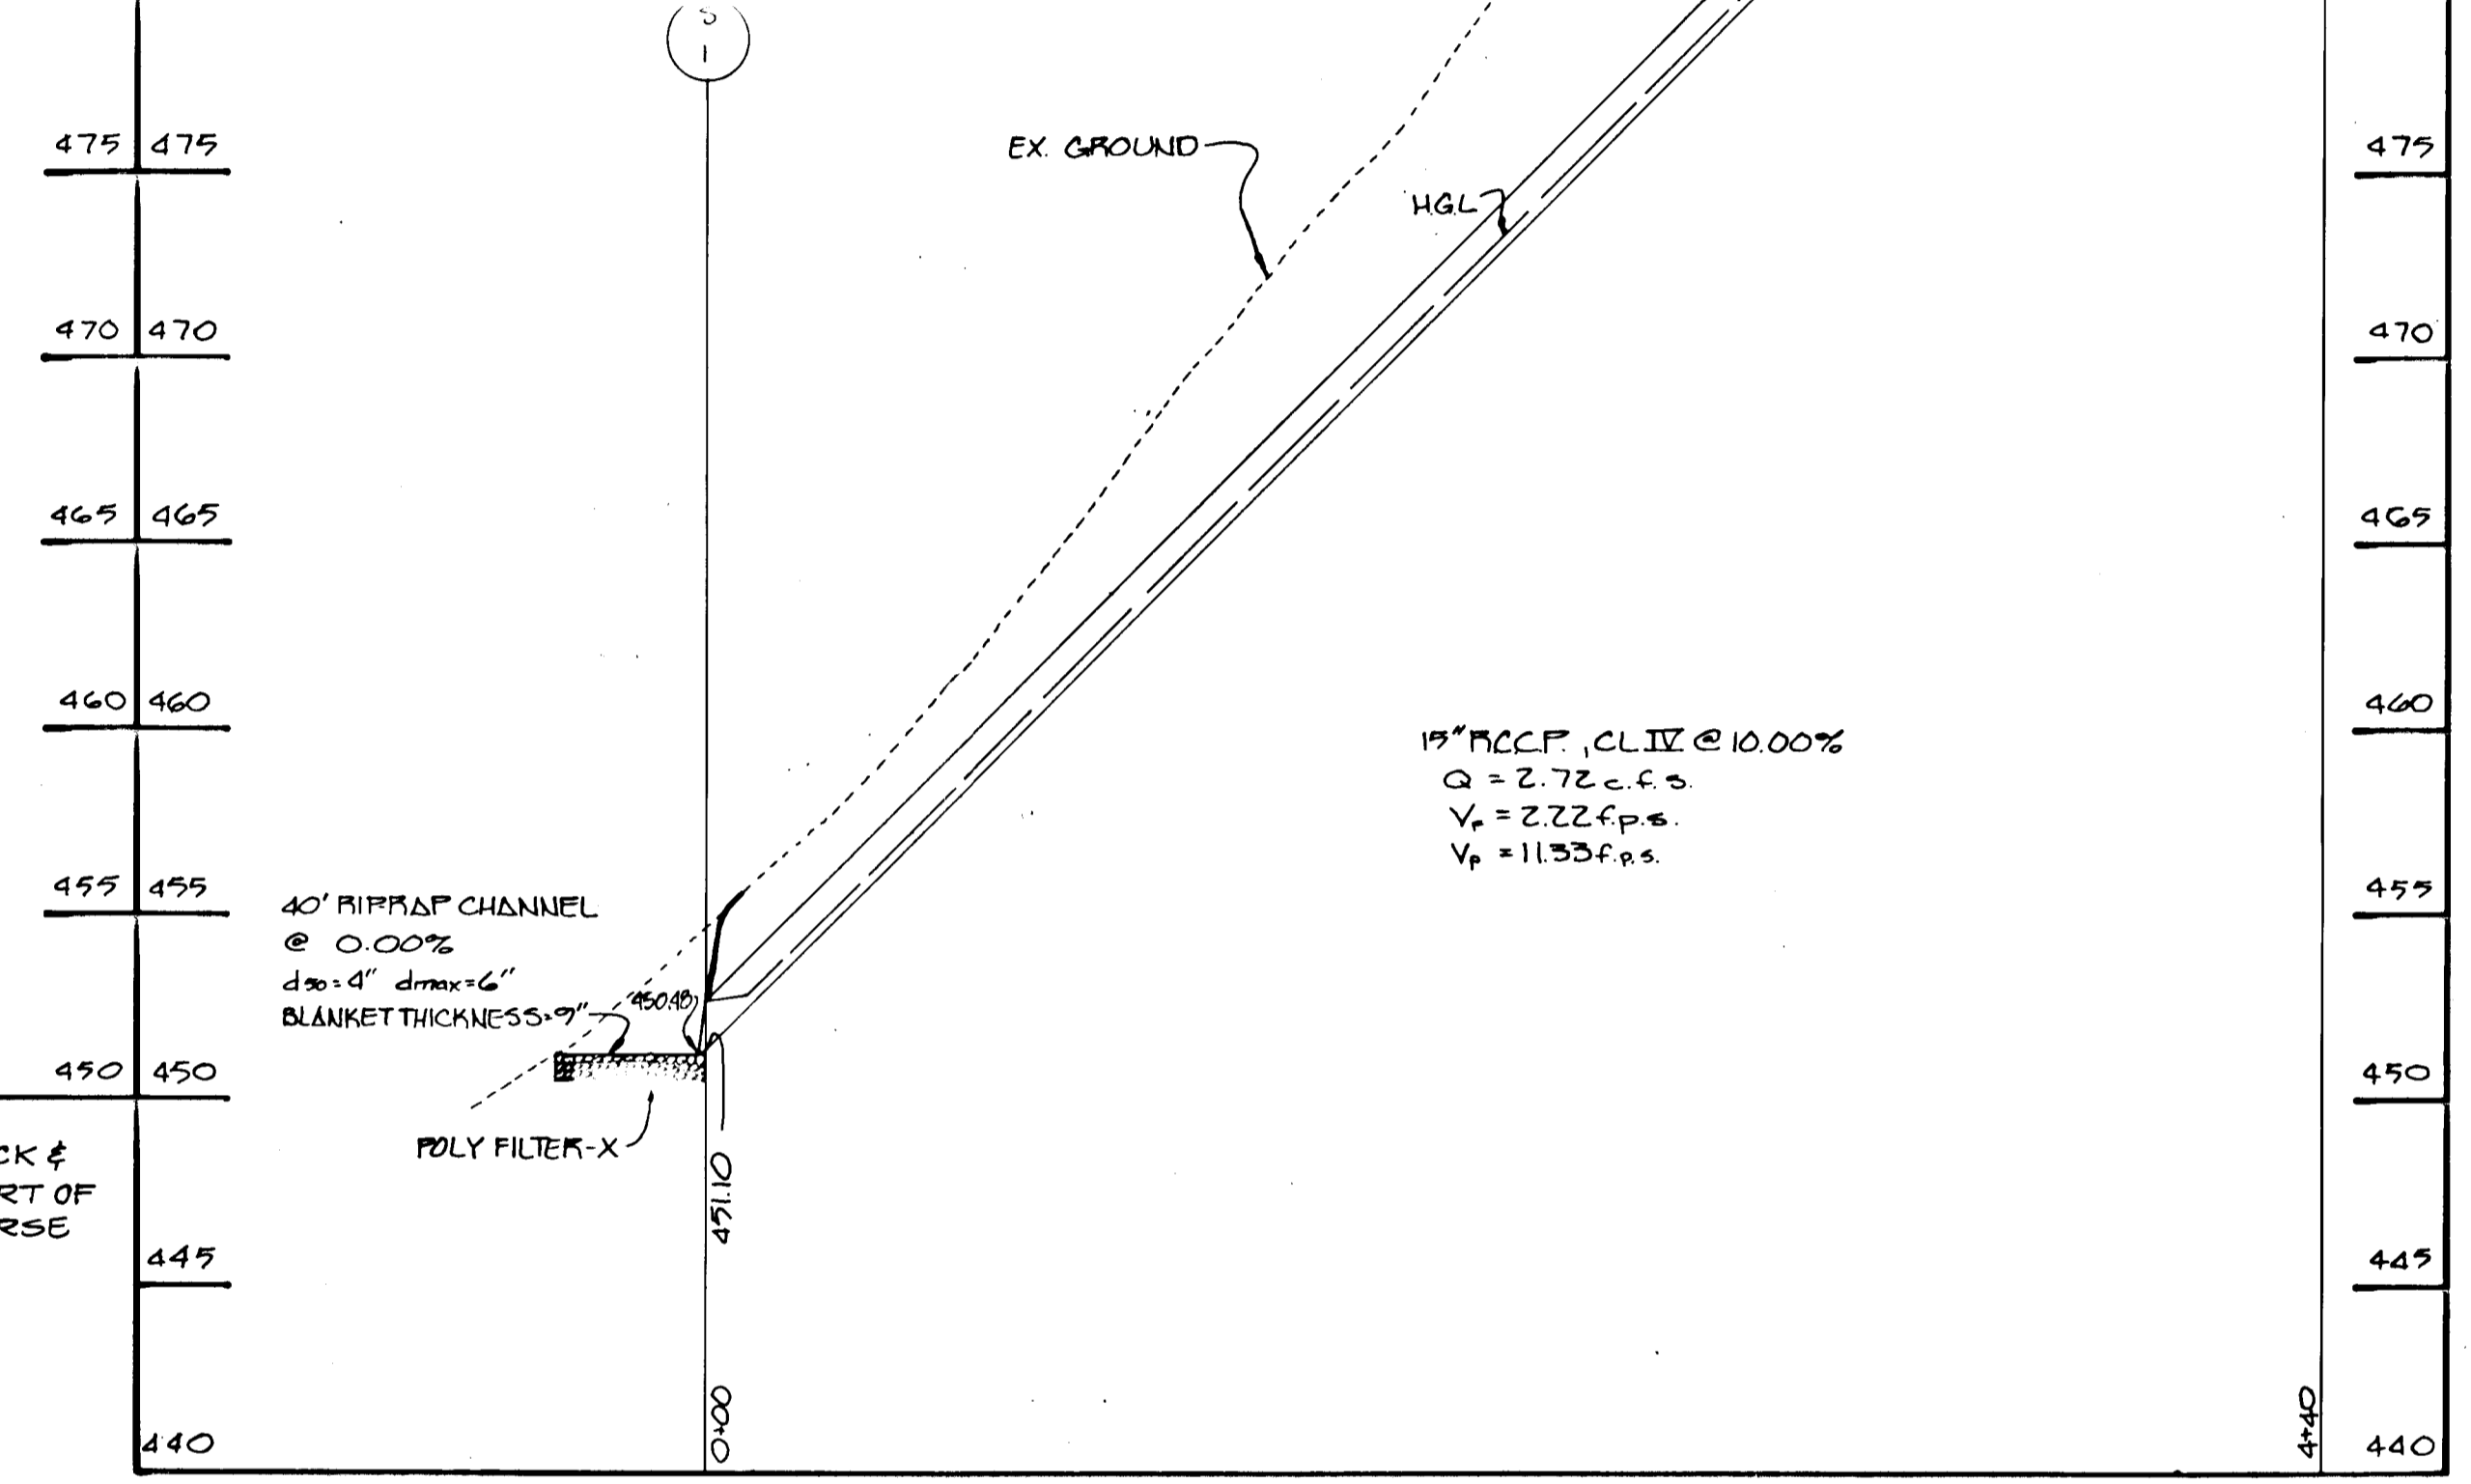 S
1
475 475
475
EX. GROUND
H.G.L
470 470
470
465 465
465
460 460
460
15" R.C.C.P., CL IV @ 10.00%
Q = 2.72 c.f.s.
VF = 2.22 f.p.s.
Vp = 11.33 f.p.s.
455 455
455
40' RIPRAP CHANNEL
@ 0.00%
d50 = 4" dmax = 6"
BLANKET THICKNESS = 9"
450.48
450 450
450
POLY FILTER-X
CK &
RT OF
RSE
451.10
445
445
440
0+00
4+40
440